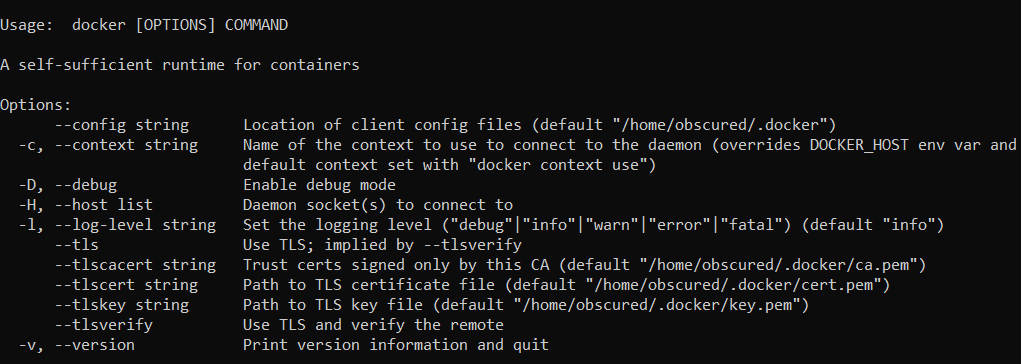 Usage:  docker [OPTIONS] COMMAND
A self-sufficient runtime for containers
Options:
      --config string      Location of client config files (default "/home/obscured/.docker")
  -c, --context string     Name of the context to use to connect to the daemon (overrides DOCKER_HOST env var and
                           default context set with "docker context use")
  -D, --debug              Enable debug mode
  -H, --host list          Daemon socket(s) to connect to
  -l, --log-level string   Set the logging level ("debug"|"info"|"warn"|"error"|"fatal") (default "info")
      --tls                Use TLS; implied by --tlsverify
      --tlscacert string   Trust certs signed only by this CA (default "/home/obscured/.docker/ca.pem")
      --tlscert string     Path to TLS certificate file (default "/home/obscured/.docker/cert.pem")
      --tlskey string      Path to TLS key file (default "/home/obscured/.docker/key.pem")
      --tlsverify          Use TLS and verify the remote
  -v, --version            Print version information and quit